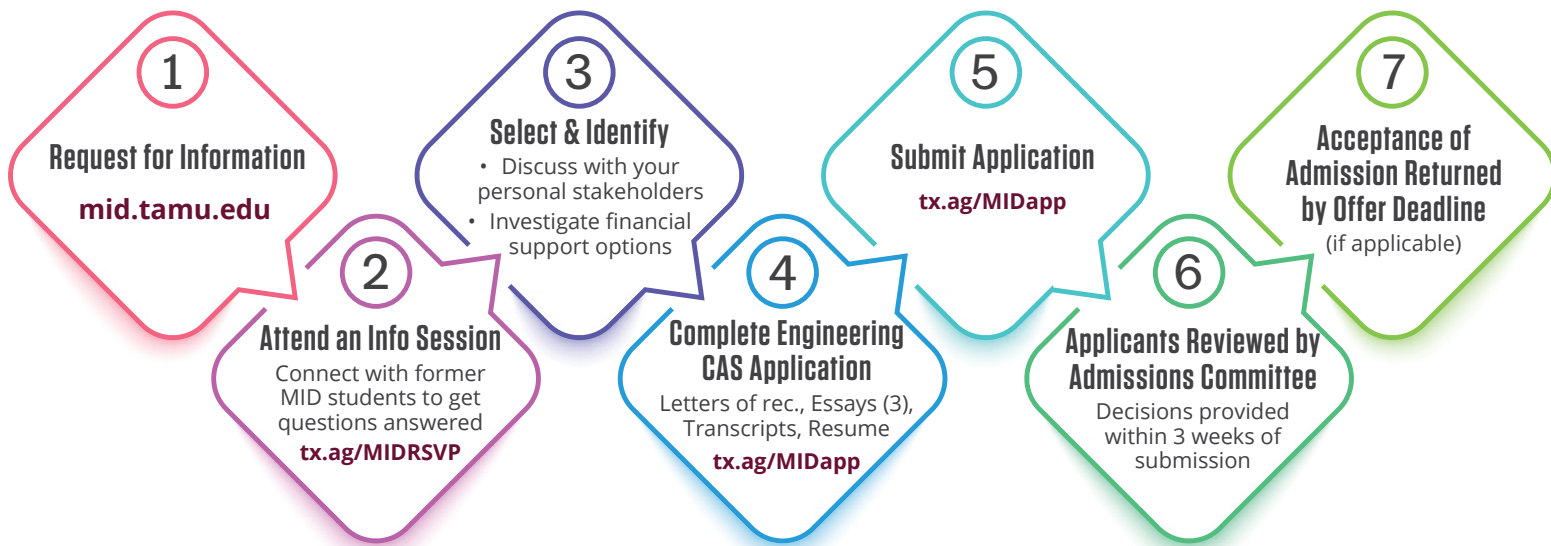 1
Request for Information
mid.tamu.edu
2
Attend an Info Session
Connect with former
MID students to get
questions answered
tx.ag/MIDRSVP
3
Select & Identify
• Discuss with your
personal stakeholders
• Investigate financial
support options
4
Complete Engineering
CAS Application
Letters of rec., Essays (3),
Transcripts, Resume
tx.ag/MIDapp
5
Submit Application
tx.ag/MIDapp
6
Applicants Reviewed by
Admissions Committee
Decisions provided
within 3 weeks of
submission
7
Acceptance of
Admission Returned
by Offer Deadline
(if applicable)